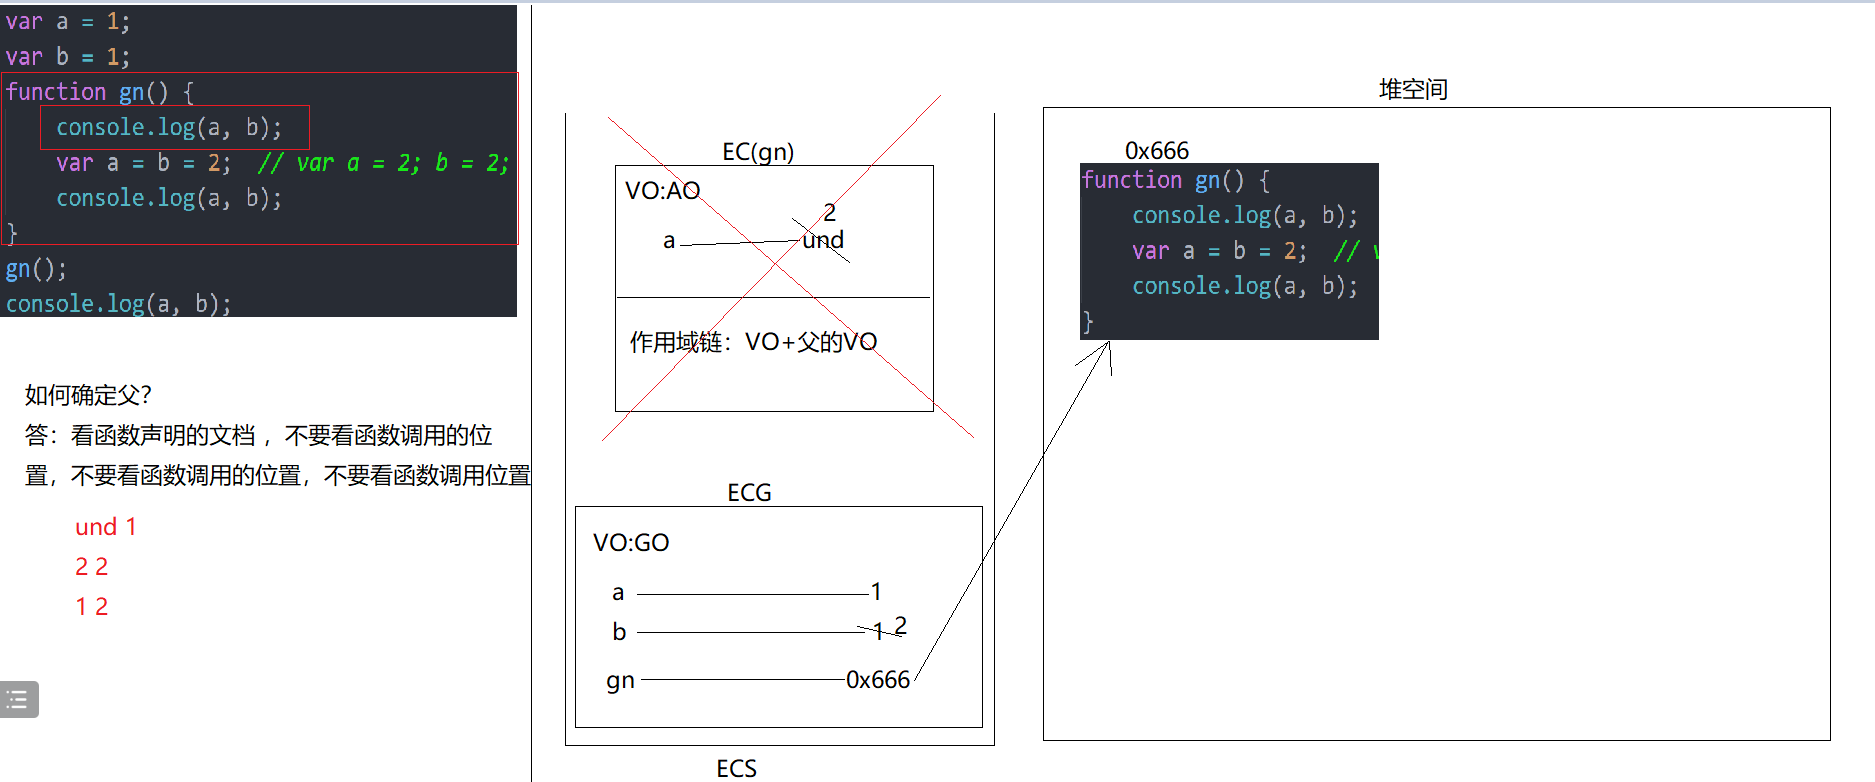 var a = 1;
var b = 1;
function gn() {
console.log(a, b);
var a = b = 2;  // var a = 2; b = 2;
console.log(a, b);
}
gn();
console.log(a, b);
如何确定父?
答：看函数声明的文档 ，不要看函数调用的位
置，不要看函数调用的位置，不要看函数调用位置
und 1
2 2
1 2
EC(gn)
VO:AO
2
a
und
作用域链：VO+父的VO
ECG
VO:GO
a
1
b
1
2
gn
0x666
ECS
堆空间
0x666
function gn() {
console.log(a, b);
var a = b = 2;  //
console.log(a, b);
}